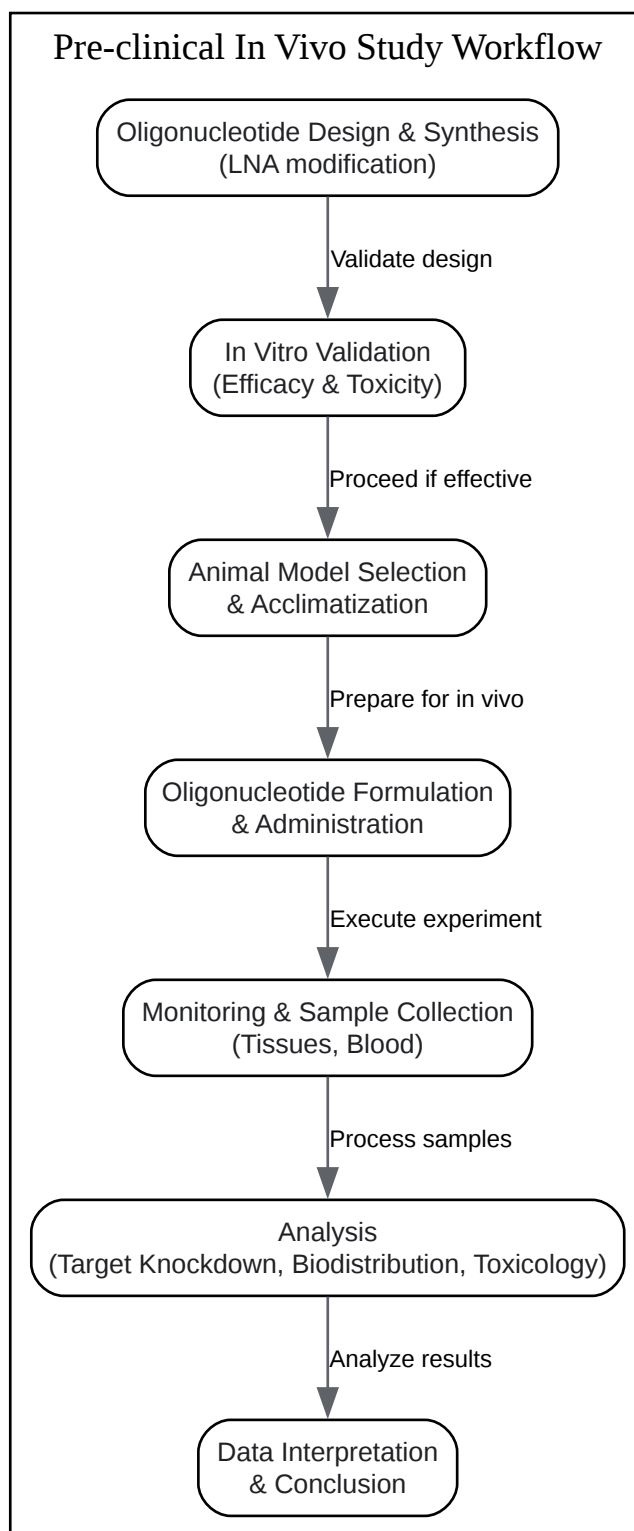 Pre-clinical In Vivo Study Workflow
Oligonucleotide Design & Synthesis
(LNA modification)
Validate design
In Vitro Validation
(Efficacy & Toxicity)
Proceed if effective
Animal Model Selection
& Acclimatization
Prepare for in vivo
Oligonucleotide Formulation
& Administration
Execute experiment
Monitoring & Sample Collection
(Tissues, Blood)
Process samples
Analysis
(Target Knockdown, Biodistribution, Toxicology)
Analyze results
Data Interpretation
& Conclusion